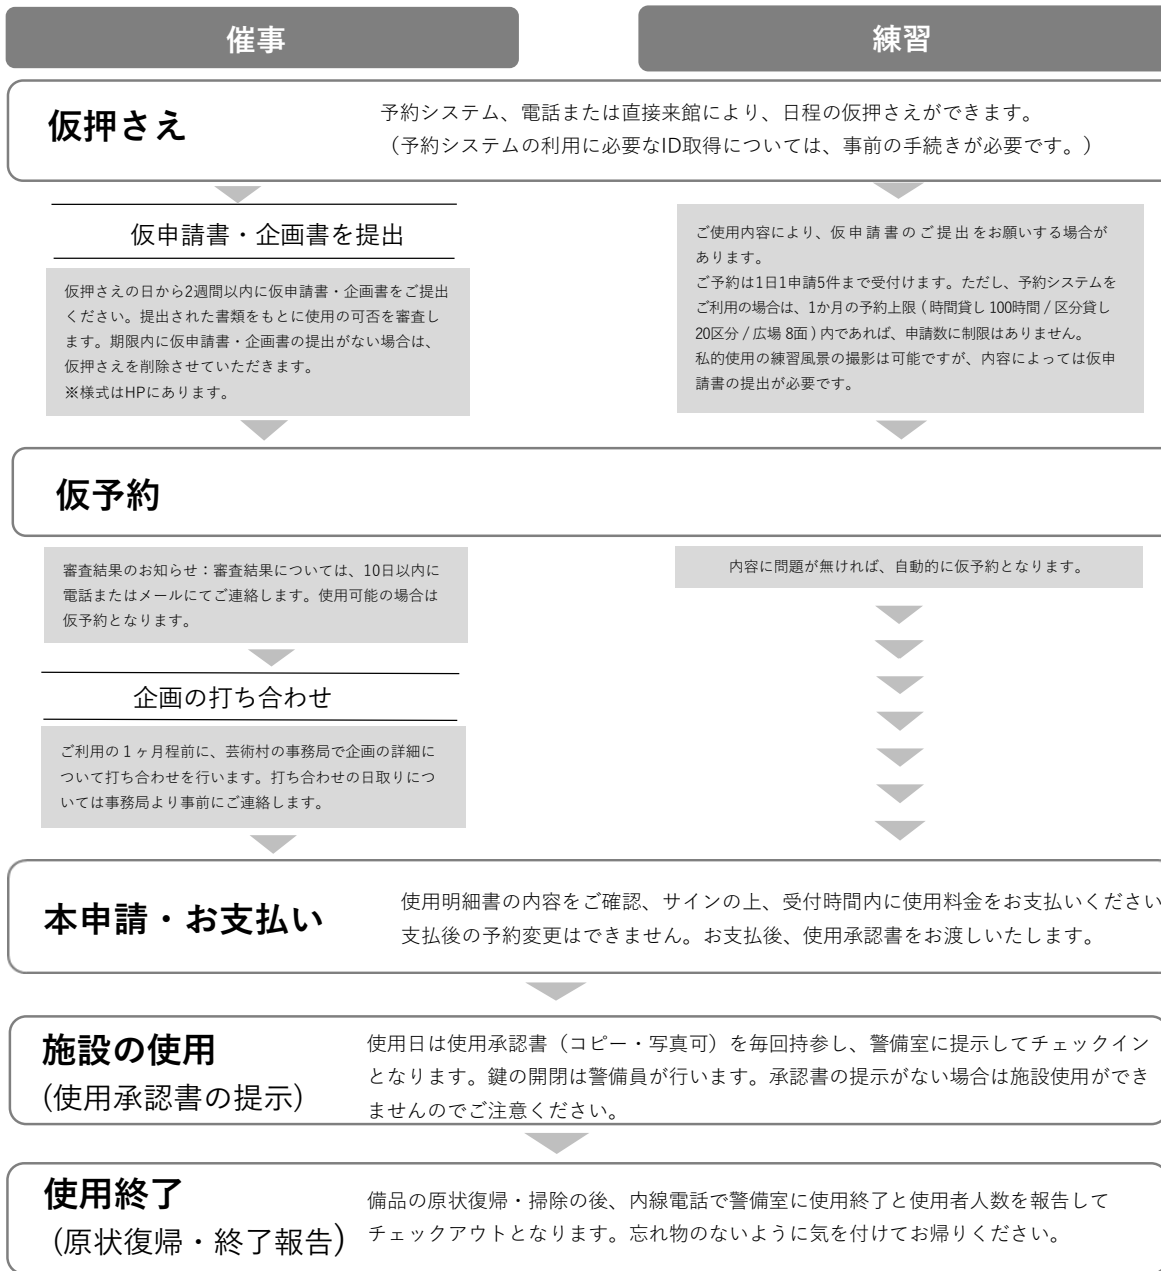 催事
練習
仮押さえ
予約システム、電話または直接来館により、日程の仮押さえができます。
（予約システムの利用に必要なID取得については、事前の手続きが必要です。）
仮申請書・企画書を提出
仮押さえの日から2週間以内に仮申請書・企画書をご提出
ください。提出された書類をもとに使用の可否を審査し
ます。期限内に仮申請書・企画書の提出がない場合は、
仮押さえを削除させていただきます。
※様式はHPにあります。
ご使用内容により、仮申請書のご提出をお願いする場合が
あります。
ご予約は1日1申請5件まで受付けます。ただし、予約システムを
ご利用の場合は、1か月の予約上限 ( 時間貸し 100時間 / 区分貸し
20区分 / 広場 8面 ) 内であれば、申請数に制限はありません。
私的使用の練習風景の撮影は可能ですが、内容によっては仮申
請書の提出が必要です。
仮予約
審査結果のお知らせ：審査結果については、10日以内に
電話またはメールにてご連絡します。使用可能の場合は
仮予約となります。
内容に問題が無ければ、自動的に仮予約となります。
企画の打ち合わせ
ご利用の１ヶ月程前に、芸術村の事務局で企画の詳細に
ついて打ち合わせを行います。打ち合わせの日取りにつ
いては事務局より事前にご連絡します。
本申請・お支払い
使用明細書の内容をご確認、サインの上、受付時間内に使用料金をお支払いください
支払後の予約変更はできません。お支払後、使用承認書をお渡しいたします。
施設の使用
(使用承認書の提示)
使用日は使用承認書（コピー・写真可）を毎回持参し、警備室に提示してチェックイン
となります。鍵の開閉は警備員が行います。承認書の提示がない場合は施設使用ができ
ませんのでご注意ください。
使用終了
(原状復帰・終了報告)
備品の原状復帰・掃除の後、内線電話で警備室に使用終了と使用者人数を報告して
チェックアウトとなります。忘れ物のないように気を付けてお帰りください。